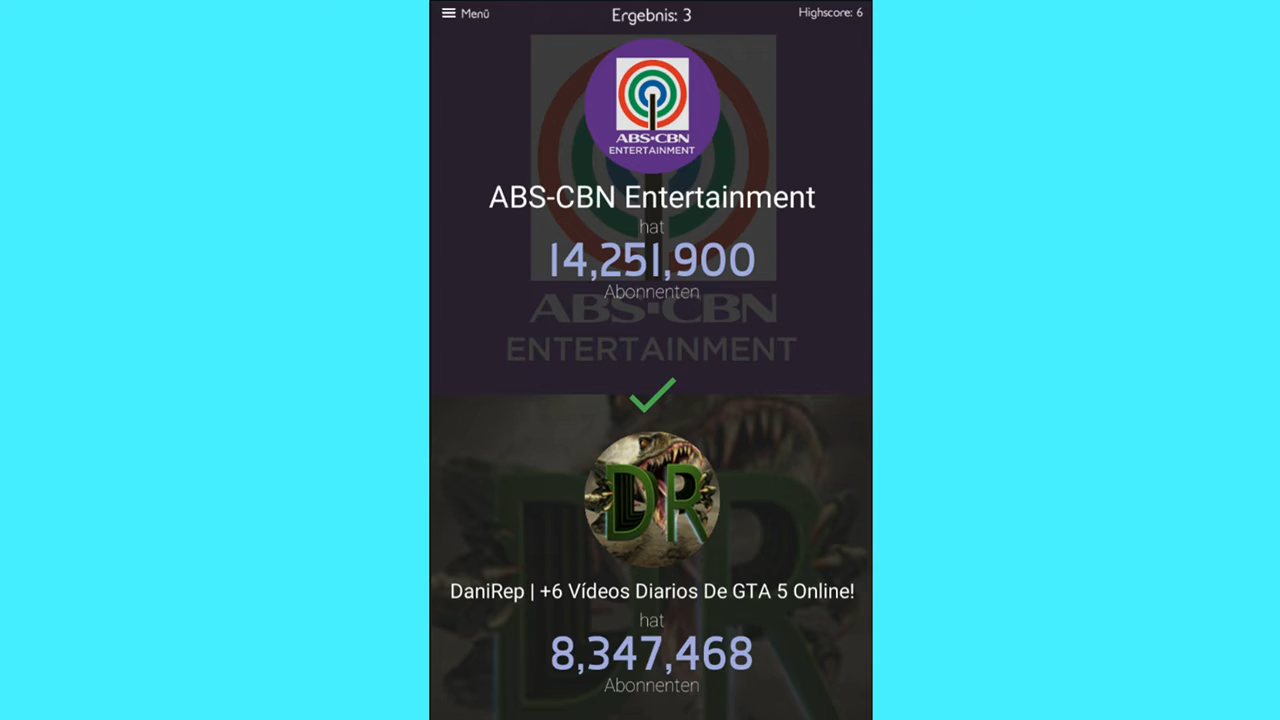 Menü
Ergebnis: 3
Highscore: 6
ABS-CBN
ENTERTAINMENT
ABS-CBN Entertainment
hat
14,251,900
Abonnenten
ABS-CBN
ENTERTAINMENT
DR
DaniRep | +6 Vídeos Diarios De GTA 5 Online!
hat
8,347,468
Abonnenten